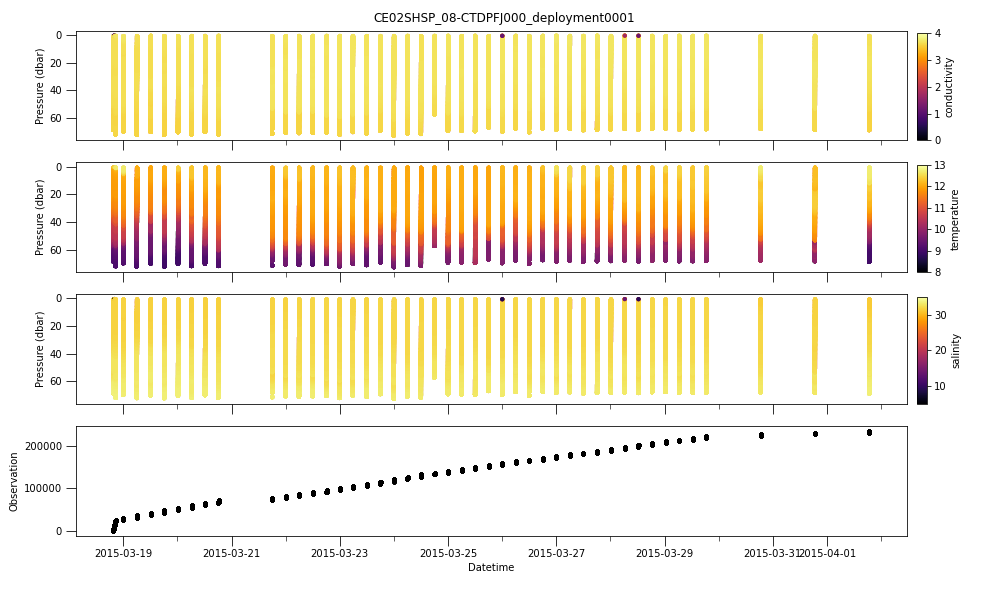 CE02SHSP_08-CTDPFJ000_deployment0001
Pressure (dbar)
0
20
40
60
4
3
2
1
0
conductivity
Pressure (dbar)
0
20
40
60
13
12
11
10
9
8
temperature
Pressure (dbar)
0
20
40
60
30
20
10
salinity
Observation
200000
100000
0
2015-03-19 2015-03-21 2015-03-23 2015-03-25 2015-03-27 2015-03-29 2015-03-31 2015-04-01
Datetime